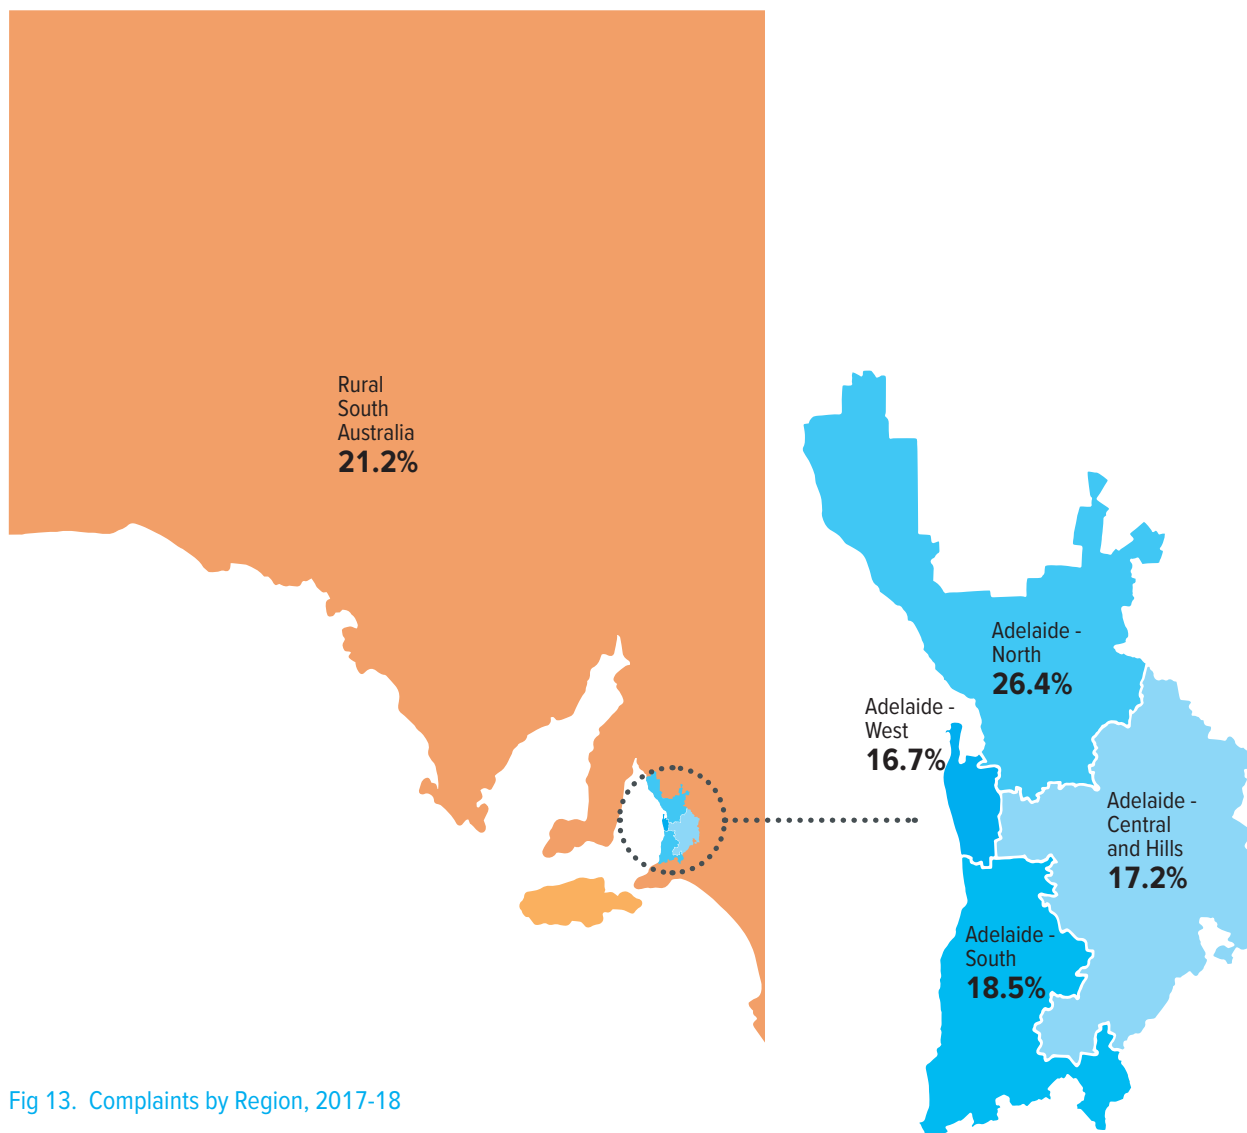 Rural
South
Australia
21.2%
Adelaide -
North
26.4%
Adelaide -
West
16.7%
Adelaide -
Central
and Hills
17.2%
Adelaide -
South
18.5%
Fig 13. Complaints by Region, 2017-18